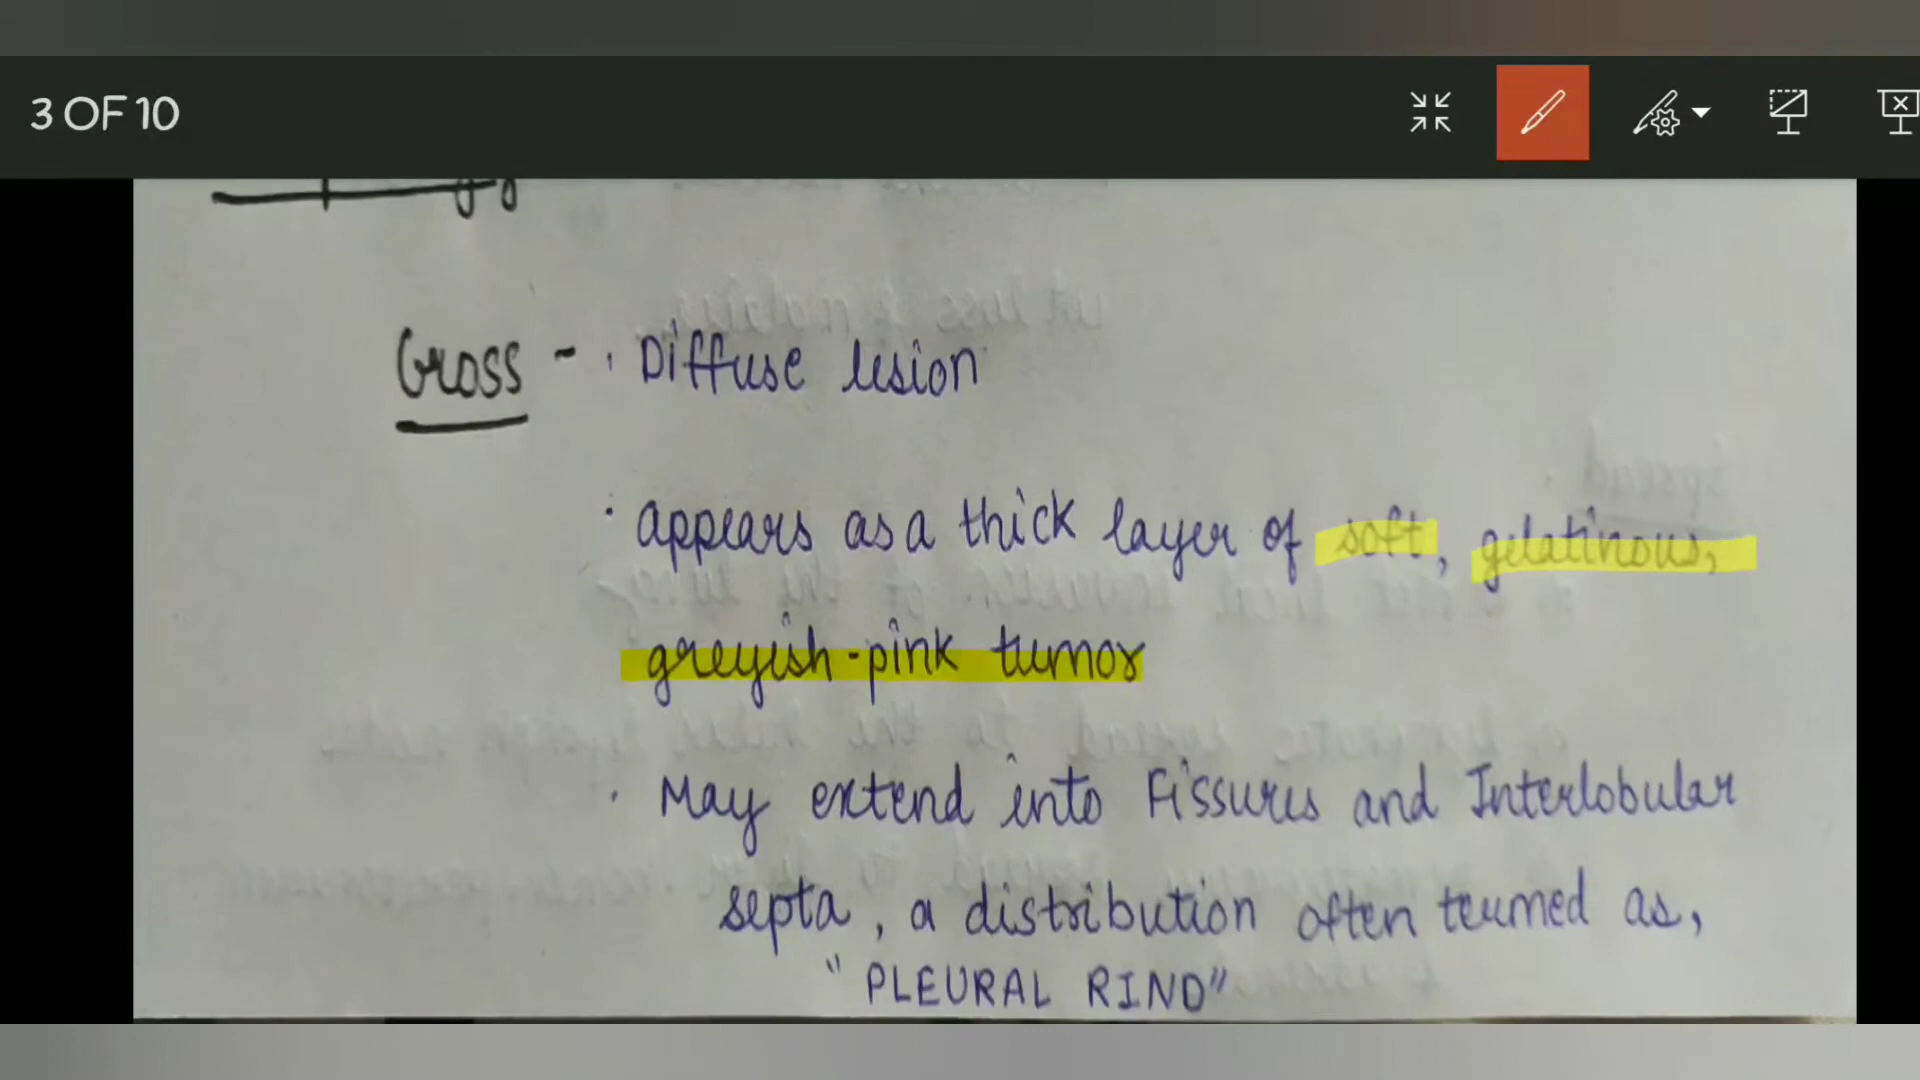 3 OF 10
Gross - · Diffuse lesion
· appears as a thick layer of soft, gelatinous,
greyish-pink tumor
· May extend into Fissures and Interlobular
septa, a distribution often termed as,
"PLEURAL RIND"